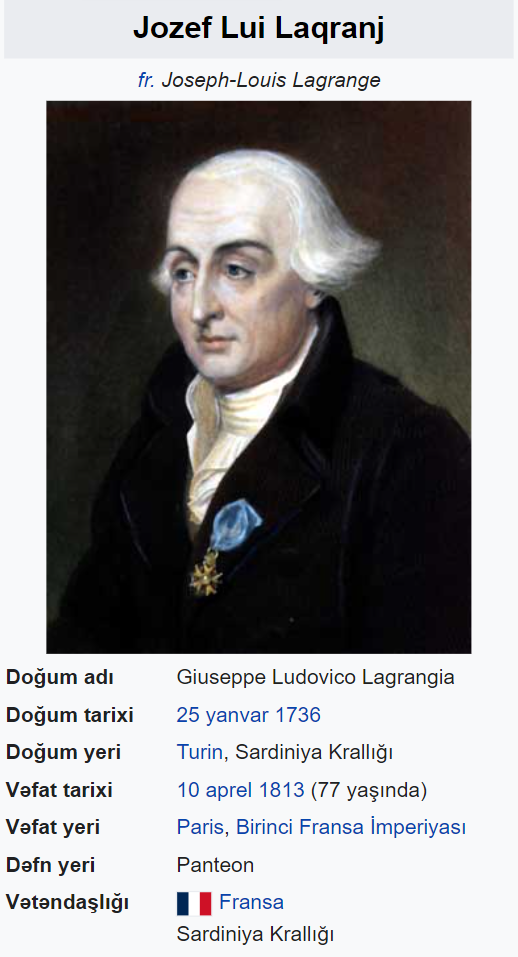 Jozef Lui Laqranj
fr. Joseph-Louis Lagrange
Doğum adı Giuseppe Ludovico Lagrangia
Doğum tarixi 25 yanvar 1736
Doğum yeri Turin, Sardiniya Krallığı
Vəfat tarixi 10 aprel 1813 (77 yaşında)
Vəfat yeri Paris, Birinci Fransa İmperiyası
Dəfn yeri Panteon
Vətəndaşlığı Fransa
Sardiniya Krallığı